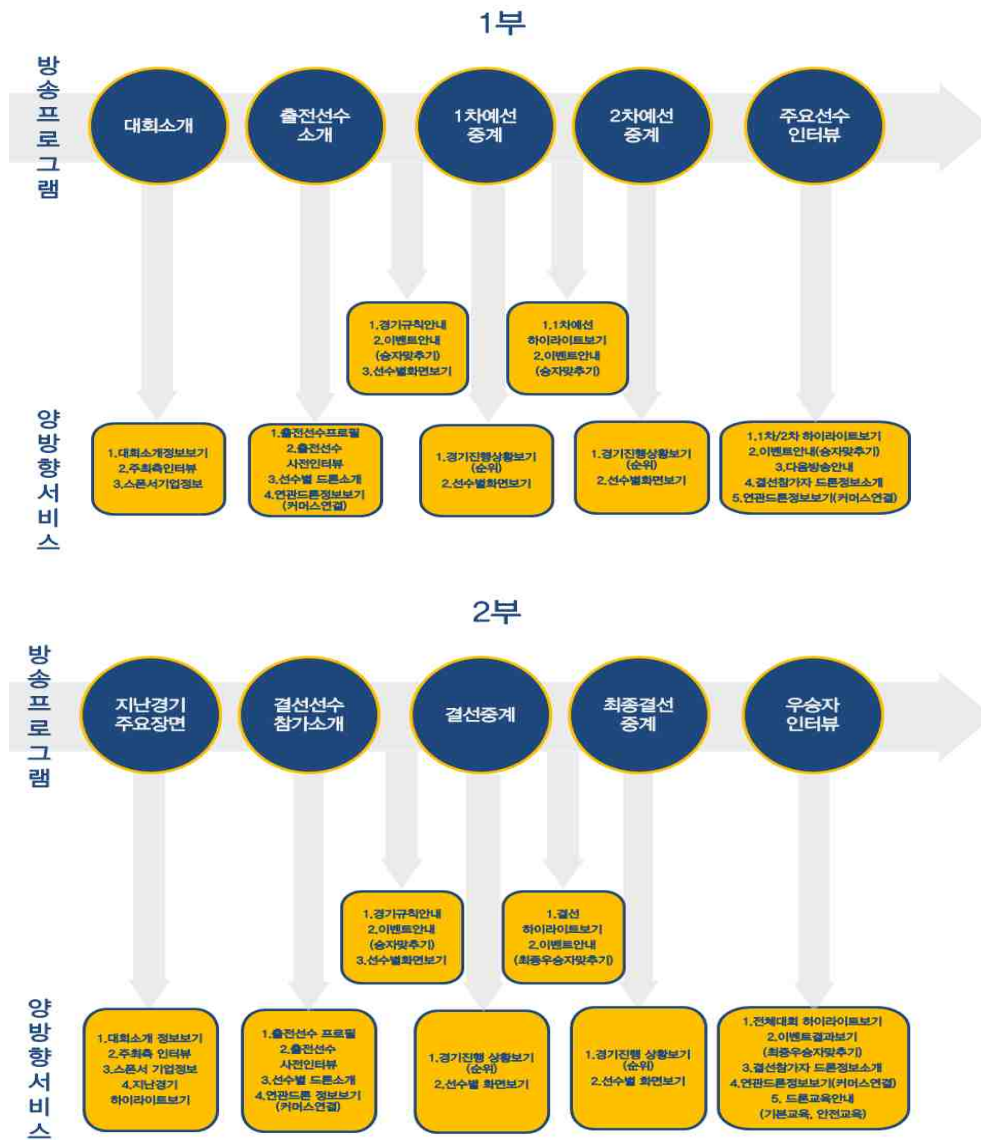 1부
방송프로그램
대회소개
출전선수
소개
1차예선
중계
2차예선
중계
주요선수
인터뷰
1.경기규칙안내
2.이벤트안내
(승자맞추기)
3.선수별화면보기
1.1차예선
하이라이트보기
2.이벤트안내
(승자맞추기)
양방향서비스
1.대회소개정보보기
2.주최측인터뷰
3.스폰서기업정보
1.출전선수프로필
2.출전선수
사전인터뷰
3.선수별 드론소개
4.연관드론정보보기
(커머스연결)
1.경기진행상황보기
(순위)
2.선수별화면보기
1.경기진행상황보기
(순위)
2.선수별화면보기
1.1차/2차 하이라이트보기
2.이벤트안내(승자맞추기)
3.다음방송안내
4.결선참가자 드론정보소개
5.연관드론정보보기(커머스연결)
2부
방송프로그램
지난경기
주요장면
결선선수
참가소개
결선중계
최종결선
중계
우승자
인터뷰
1.경기규칙안내
2.이벤트안내
(승자맞추기)
3.선수별화면보기
1.결선
하이라이트보기
2.이벤트안내
(최종우승자맞추기)
양방향서비스
1.대회소개 정보보기
2.주최측 인터뷰
3.스폰서 기업정보
4.지난경기
하이라이트보기
1.출전선수 프로필
2.출전선수
사전인터뷰
3.선수별 드론소개
4.연관드론 정보보기
(커머스연결)
1.경기진행 상황보기
(순위)
2.선수별 화면보기
1.경기진행 상황보기
(순위)
2.선수별 화면보기
1.전체대회 하이라이트보기
2.이벤트결과보기
(최종우승자맞추기)
3.결선참가자 드론정보소개
4.연관드론정보보기(커머스연결)
5. 드론교육안내
(기본교육, 안전교육)